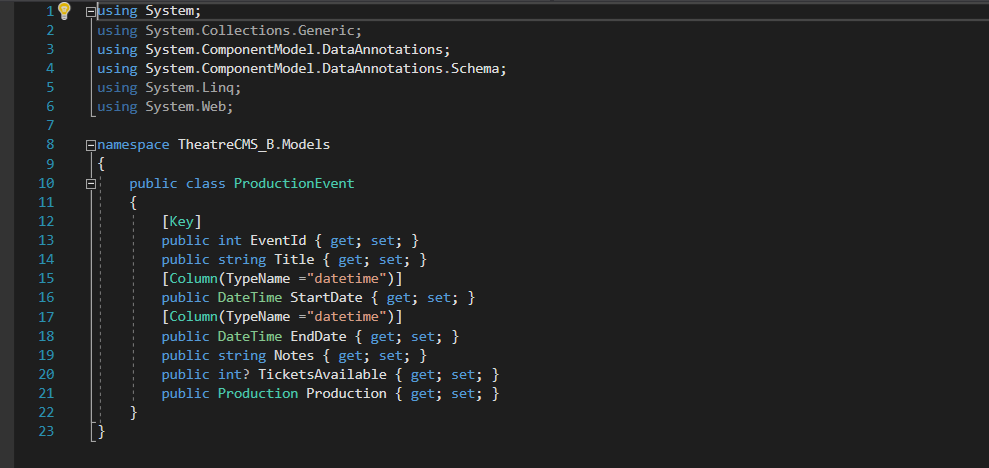 1 using System;
2 using System.Collections.Generic;
3 using System.ComponentModel.DataAnnotations;
4 using System.ComponentModel.DataAnnotations.Schema;
5 using System.Linq;
6 using System.Web;
7
8 namespace TheatreCMS_B.Models
9 {
10 public class ProductionEvent
11 {
12 [Key]
13 public int EventId { get; set; }
14 public string Title { get; set; }
15 [Column(TypeName ="datetime")]
16 public DateTime StartDate { get; set; }
17 [Column(TypeName ="datetime")]
18 public DateTime EndDate { get; set; }
19 public string Notes { get; set; }
20 public int? TicketsAvailable { get; set; }
21 public Production Production { get; set; }
22 }
23 }